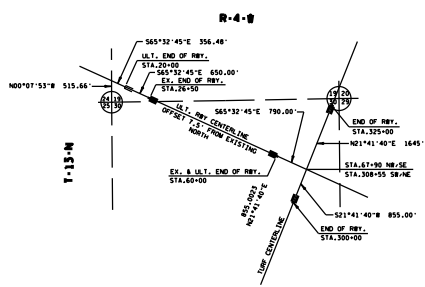 R-4-W
S65°32'45"E 356.48'
ULT. END OF RWY.
STA.20+00
S65°32'45"E 650.00'
EX. END OF RWY.
STA.26+50
N00°07'53"W 515.66'
24 19
25 30
19 20
30 29
S65°32'45"E 790.00'
ULT. RWY CENTERLINE
OFFSET 7.5' FROM EXISTING
NORTH
END OF RWY.
STA.325+00
N21°41'40"E 1645'
T-15-N
STA.67+90 NW/SE
STA.308+55 SW/NE
EX. & ULT. END OF RWY.
STA.60+00
855.0023
N21°41'40"E
S21°41'40"W 855.00'
END OF RWY.
STA.300+00
TURF CENTERLINE